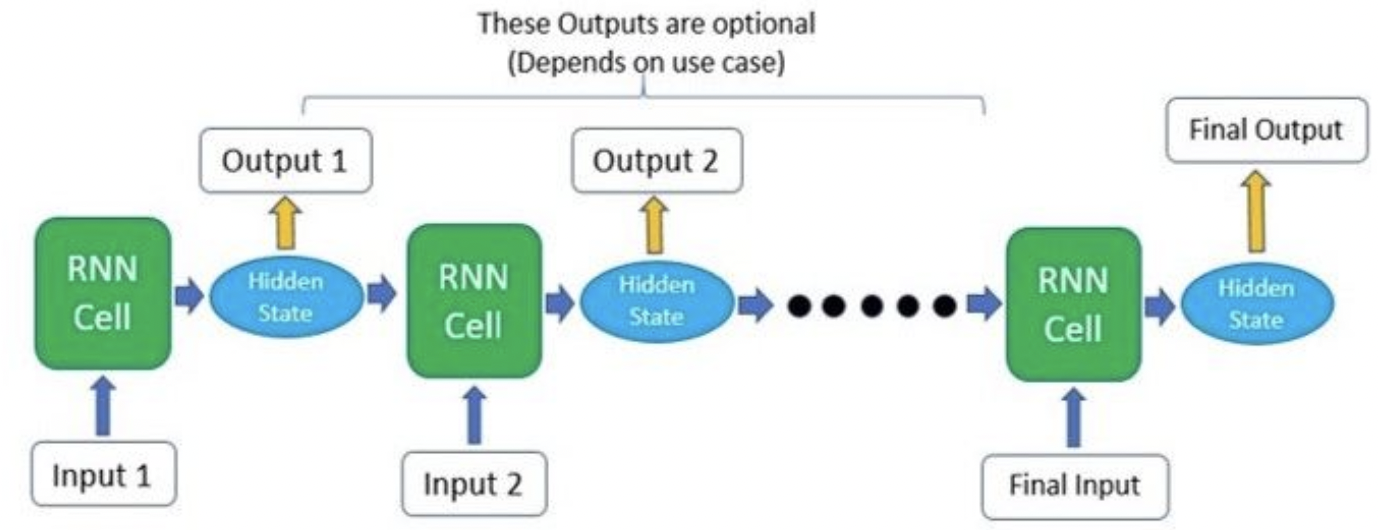 These Outputs are optional
(Depends on use case)
Output 1
Output 2
Final Output
RNN
Cell
Hidden
State
RNN
Cell
Hidden
State
RNN
Cell
Hidden
State
Input 1
Input 2
Final Input